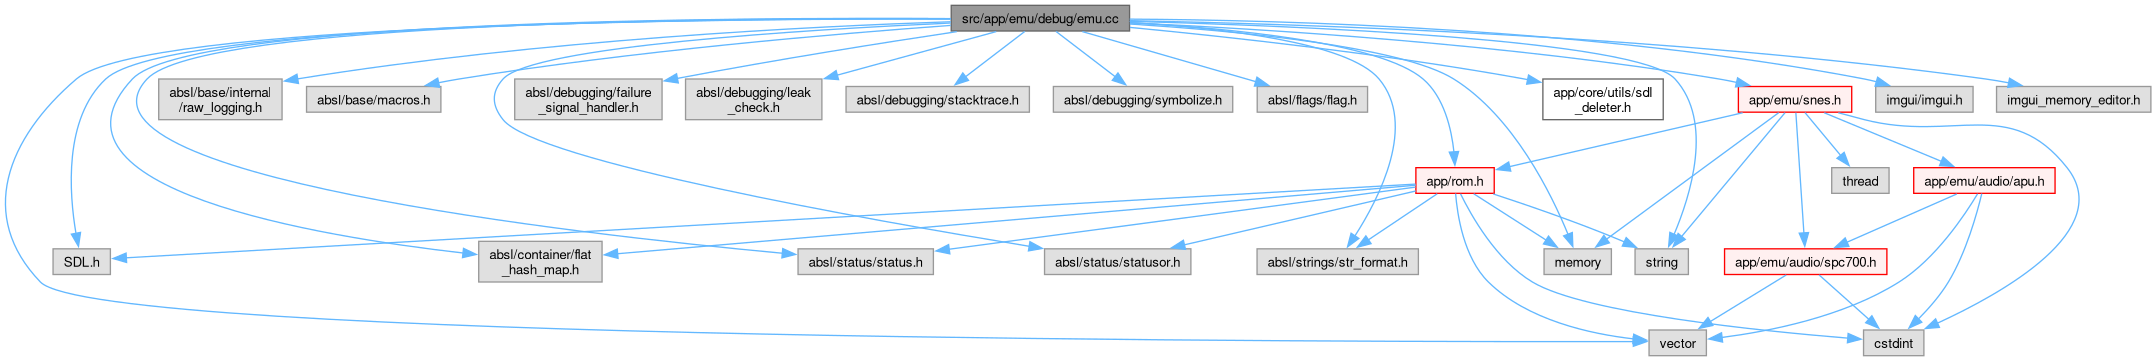 src/app/emu/debug/emu.cc
absl/base/internal
/raw_logging.h
absl/base/macros.h
absl/debugging/failure
_signal_handler.h
absl/debugging/leak
_check.h
absl/debugging/stacktrace.h
absl/debugging/symbolize.h
absl/flags/flag.h
app/core/utils/sdl
_deleter.h
app/emu/snes.h
imgui/imgui.h
imgui_memory_editor.h
app/rom.h
thread
app/emu/audio/apu.h
SDL.h
absl/container/flat
_hash_map.h
absl/status/status.h
absl/status/statusor.h
absl/strings/str_format.h
memory
string
app/emu/audio/spc700.h
vector
cstdint